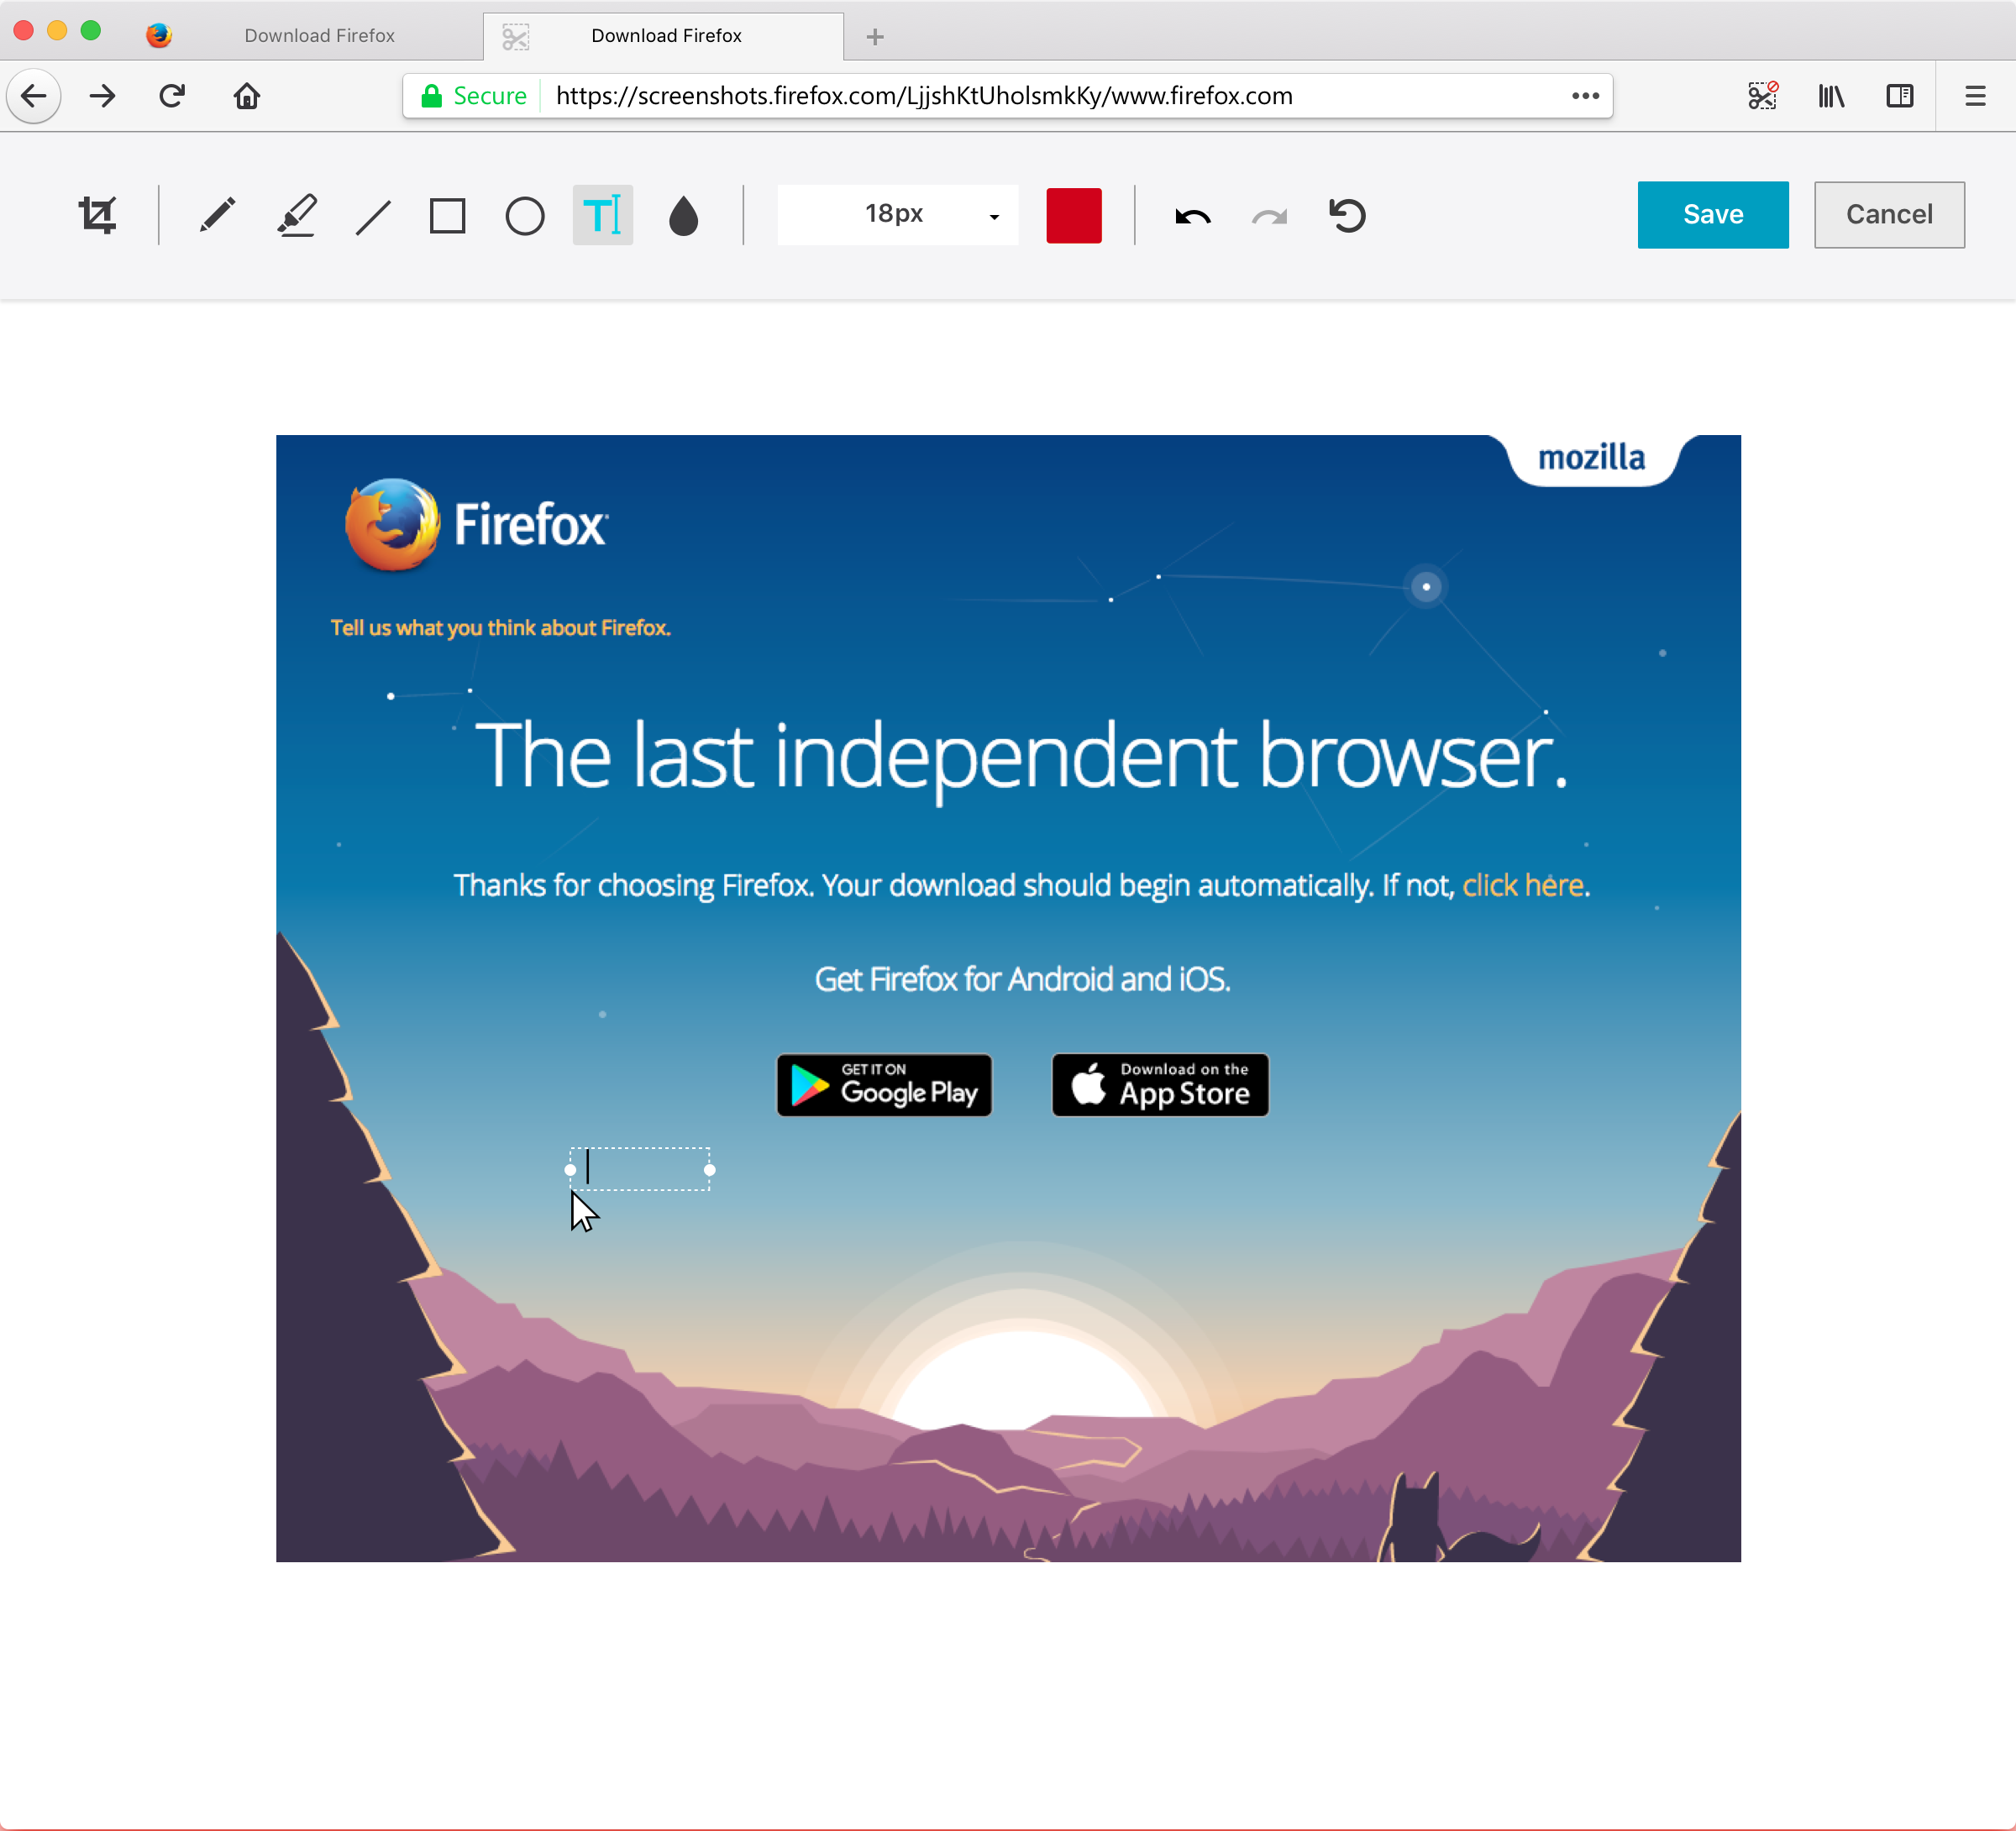 Download Firefox
Download Firefox
Secure
https://screenshots.firefox.com/LjjshKtUholsmkKy/www.firefox.com
T
18px
Save
Cancel
mozilla
Firefox
Tell us what you think about Firefox.
The last independent browser.
Thanks for choosing Firefox. Your download should begin automatically. If not, click here.
Get Firefox for Android and iOS.
GET IT ON
Google Play
Download on the
App Store